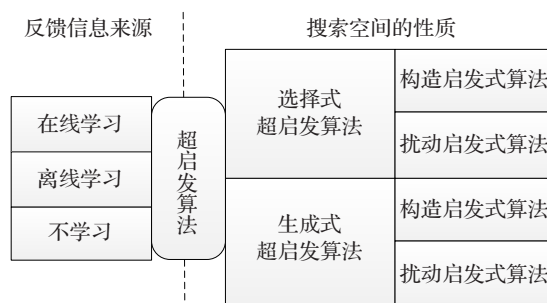 反馈信息来源
搜索空间的性质
在线学习
离线学习
不学习
超启发算法
选择式
超启发算法
构造启发式算法
扰动启发式算法
生成式
超启发算法
构造启发式算法
扰动启发式算法